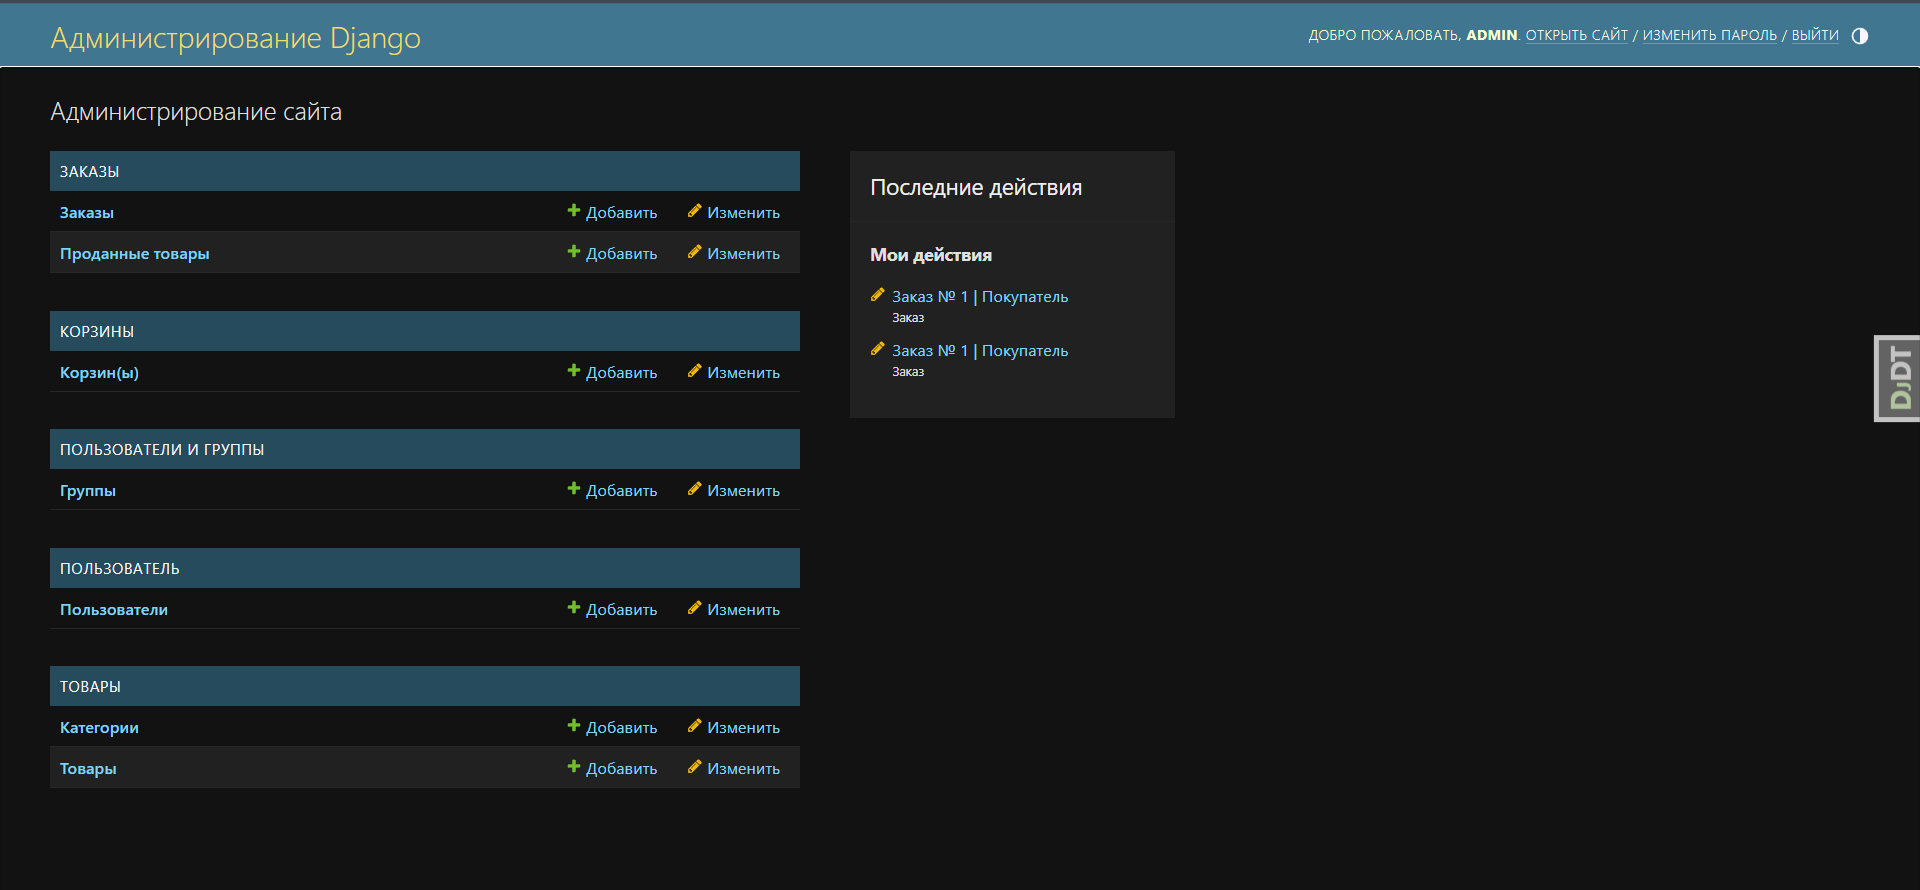 Администрирование Django
ДОБРО ПОЖАЛОВАТЬ, ADMIN. ОТКРЫТЬ САЙТ / ИЗМЕНИТЬ ПАРОЛЬ / ВЫЙТИ
Администрирование сайта
ЗАКАЗЫ
Заказы Добавить Изменить
Проданные товары Добавить Изменить
КОРЗИНЫ
Корзин(ы) Добавить Изменить
ПОЛЬЗОВАТЕЛИ И ГРУППЫ
Группы Добавить Изменить
ПОЛЬЗОВАТЕЛЬ
Пользователи Добавить Изменить
ТОВАРЫ
Категории Добавить Изменить
Товары Добавить Изменить
Последние действия
Мои действия
Заказ № 1 | Покупатель
Заказ
Заказ № 1 | Покупатель
Заказ
DJDT